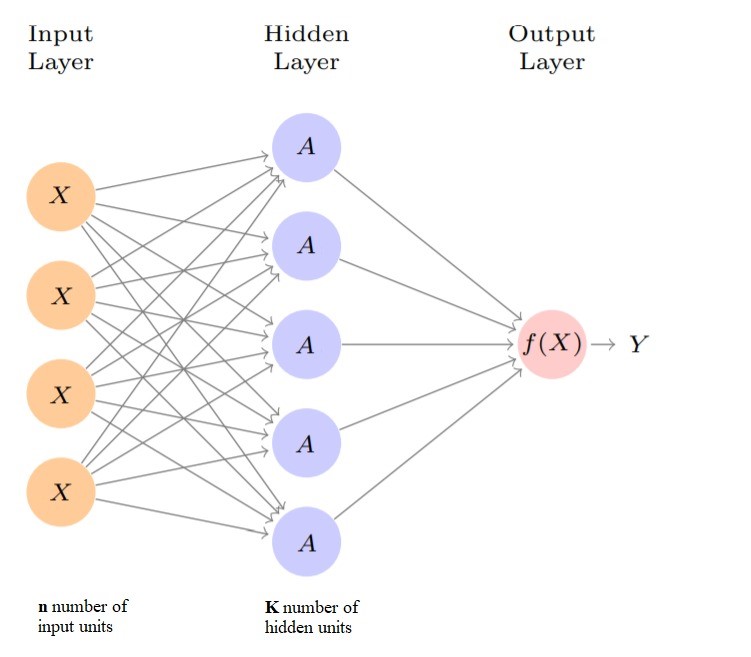 Input
Layer
Hidden
Layer
Output
Layer
X
X
X
X
A
A
A
A
A
f(X)
Y
n number of
input units
K number of
hidden units